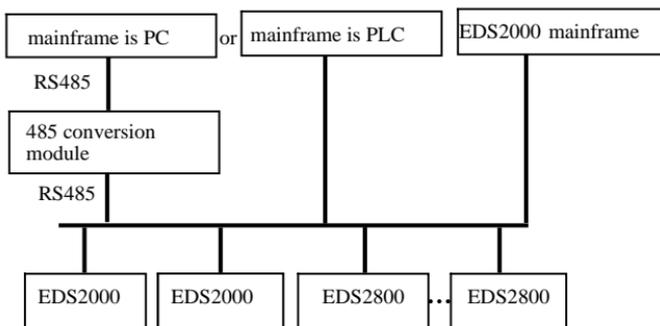 mainframe is PC
or
mainframe is PLC
EDS2000 mainframe
RS485
485 conversion
module
RS485
EDS2000
EDS2000
EDS2800
...
EDS2800